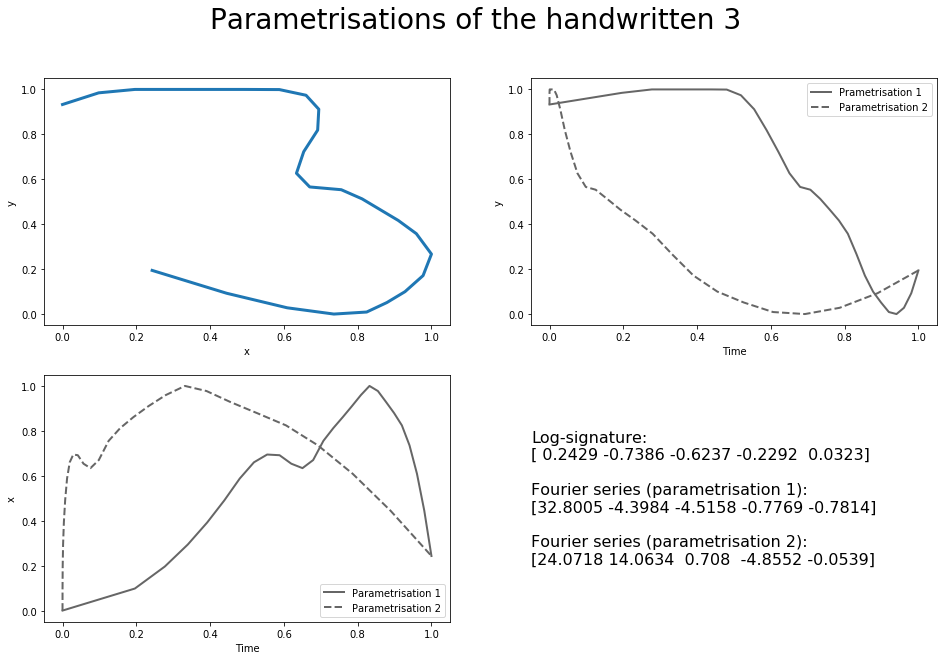 Parametrisations of the handwritten 3
1.0
0.8
0.6
0.4
0.2
0.0
y
0.0 0.2 0.4 0.6 0.8 1.0
x
1.0
0.8
0.6
0.4
0.2
0.0
y
Prametrisation 1
Parametrisation 2
0.0 0.2 0.4 0.6 0.8 1.0
Time
1.0
0.8
0.6
0.4
0.2
0.0
x
Parametrisation 1
Parametrisation 2
0.0 0.2 0.4 0.6 0.8 1.0
Time
Log-signature:
[ 0.2429 -0.7386 -0.6237 -0.2292  0.0323]
Fourier series (parametrisation 1):
[32.8005 -4.3984 -4.5158 -0.7769 -0.7814]
Fourier series (parametrisation 2):
[24.0718 14.0634  0.708  -4.8552 -0.0539]